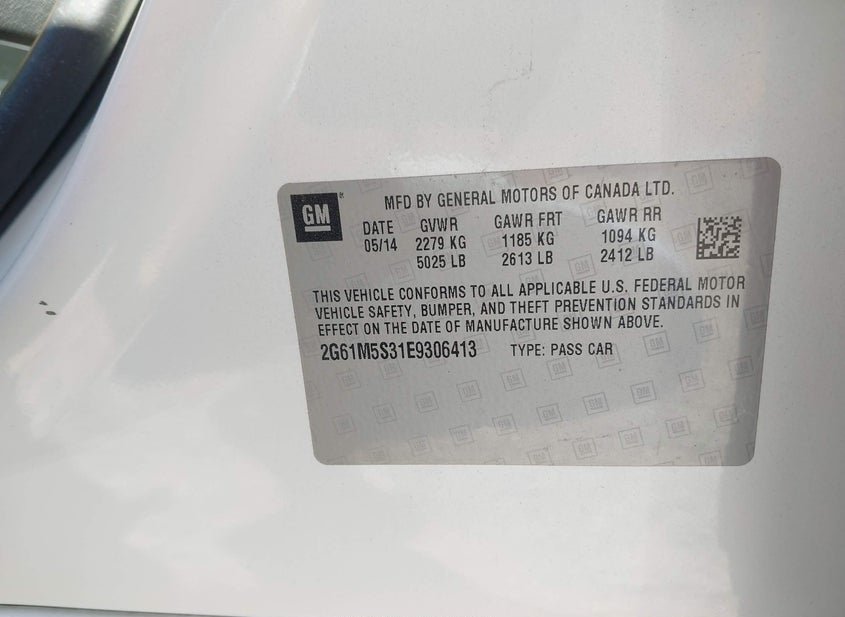 GM
MFD BY GENERAL MOTORS OF CANADA LTD.
DATE GVWR GAWR FRT GAWR RR
05/14 2279 KG 1185 KG 1094 KG
5025 LB 2613 LB 2412 LB
THIS VEHICLE CONFORMS TO ALL APPLICABLE U.S. FEDERAL MOTOR
VEHICLE SAFETY, BUMPER, AND THEFT PREVENTION STANDARDS IN
EFFECT ON THE DATE OF MANUFACTURE SHOWN ABOVE.
2G61M5S31E9306413 TYPE: PASS CAR